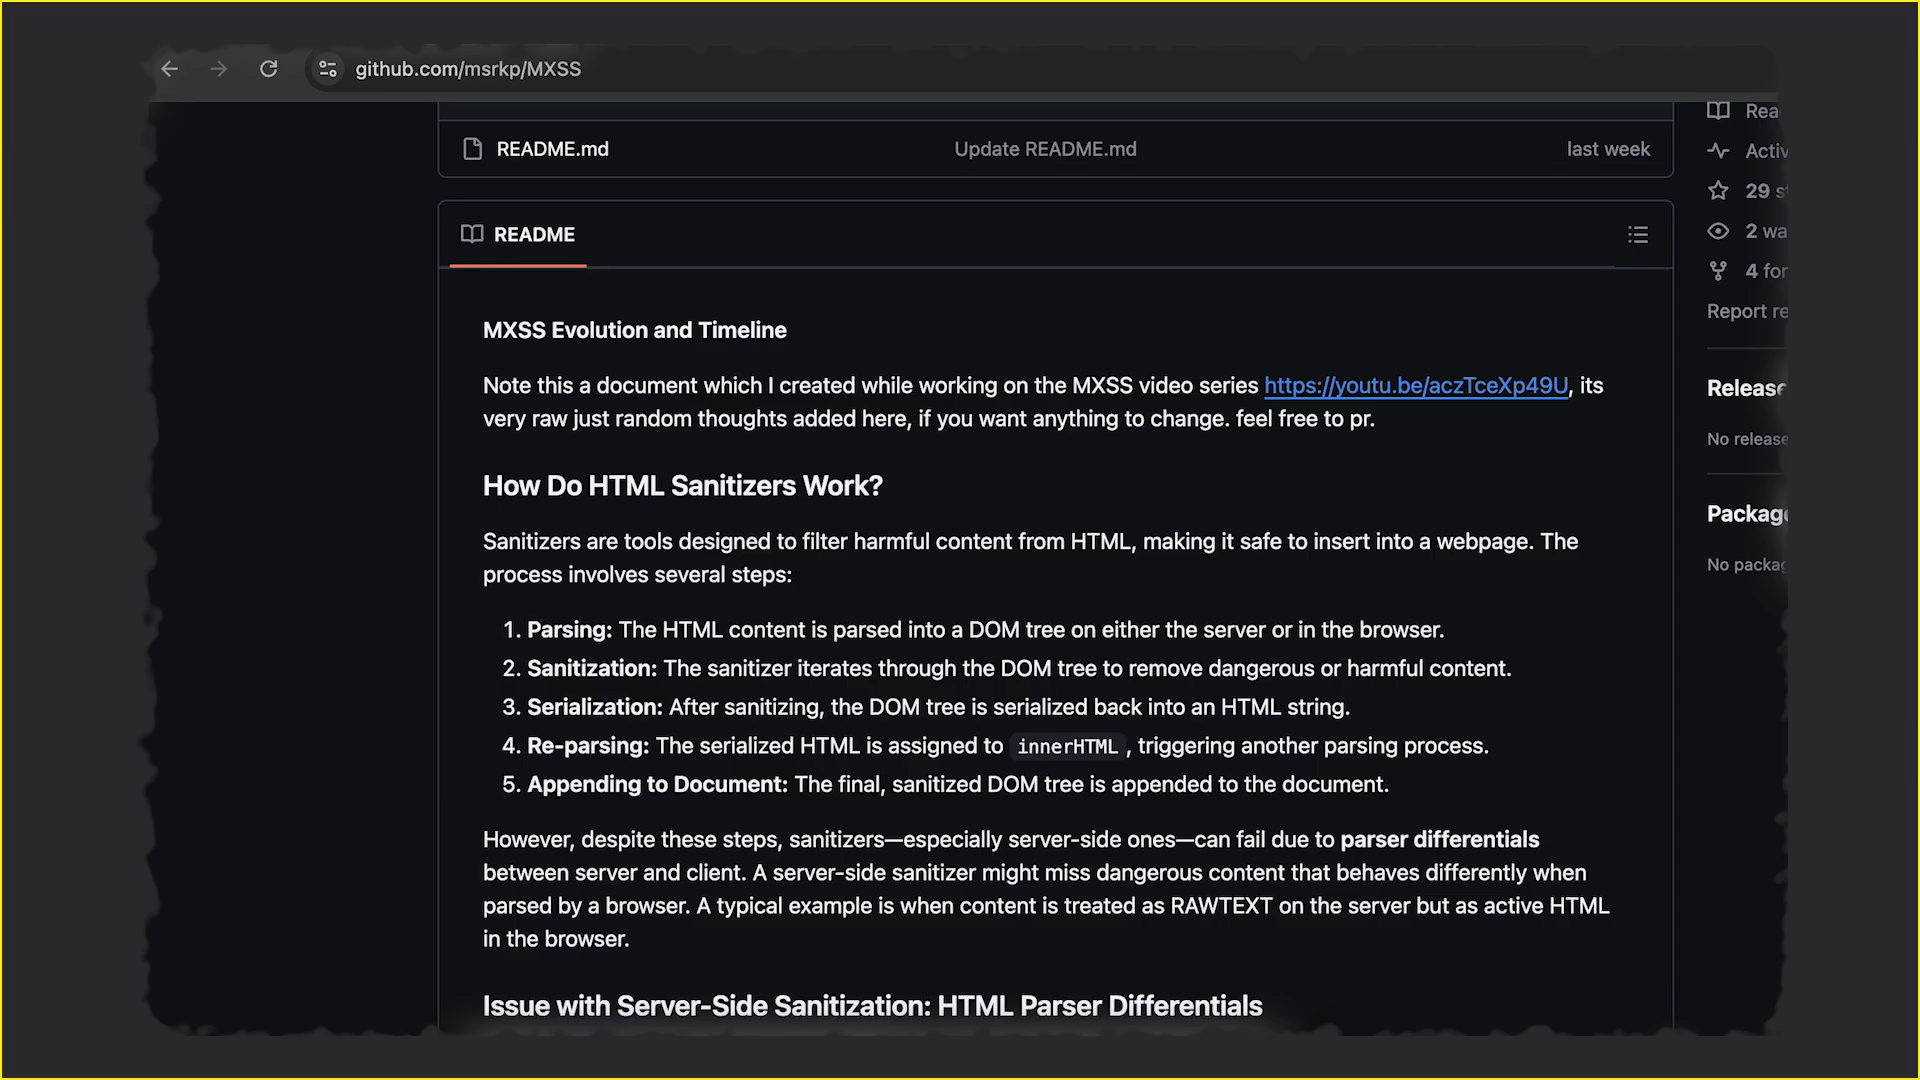 github.com/msrkp/MXSS
README.md Update README.md last week
README
MXSS Evolution and Timeline
Note this a document which I created while working on the MXSS video series https://youtu.be/aczTceXp49U, its
very raw just random thoughts added here, if you want anything to change. feel free to pr.
How Do HTML Sanitizers Work?
Sanitizers are tools designed to filter harmful content from HTML, making it safe to insert into a webpage. The
process involves several steps:
1. Parsing: The HTML content is parsed into a DOM tree on either the server or in the browser.
2. Sanitization: The sanitizer iterates through the DOM tree to remove dangerous or harmful content.
3. Serialization: After sanitizing, the DOM tree is serialized back into an HTML string.
4. Re-parsing: The serialized HTML is assigned to innerHTML, triggering another parsing process.
5. Appending to Document: The final, sanitized DOM tree is appended to the document.
However, despite these steps, sanitizers—especially server-side ones—can fail due to parser differentials
between server and client. A server-side sanitizer might miss dangerous content that behaves differently when
parsed by a browser. A typical example is when content is treated as RAWTEXT on the server but as active HTML
in the browser.
Issue with Server-Side Sanitization: HTML Parser Differentials
Rea
Activ
29 s
2 wa
4 for
Report re
Release
No release
Packag
No packag